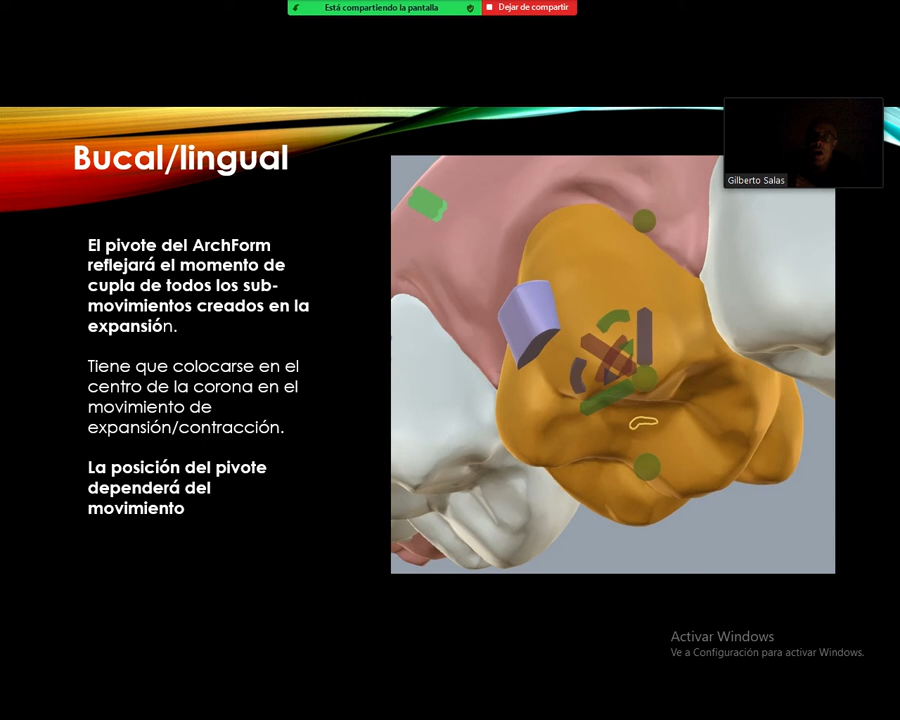 Está compartiendo la pantalla
Dejar de compartir
Bucal/lingual
Gilberto Salas
El pivote del ArchForm
reflejará el momento de
cupla de todos los sub-
movimientos creados en la
expansión.
Tiene que colocarse en el
centro de la corona en el
movimiento de
expansión/contracción.
La posición del pivote
dependerá del
movimiento
Activar Windows
Ve a Configuración para activar Windows.